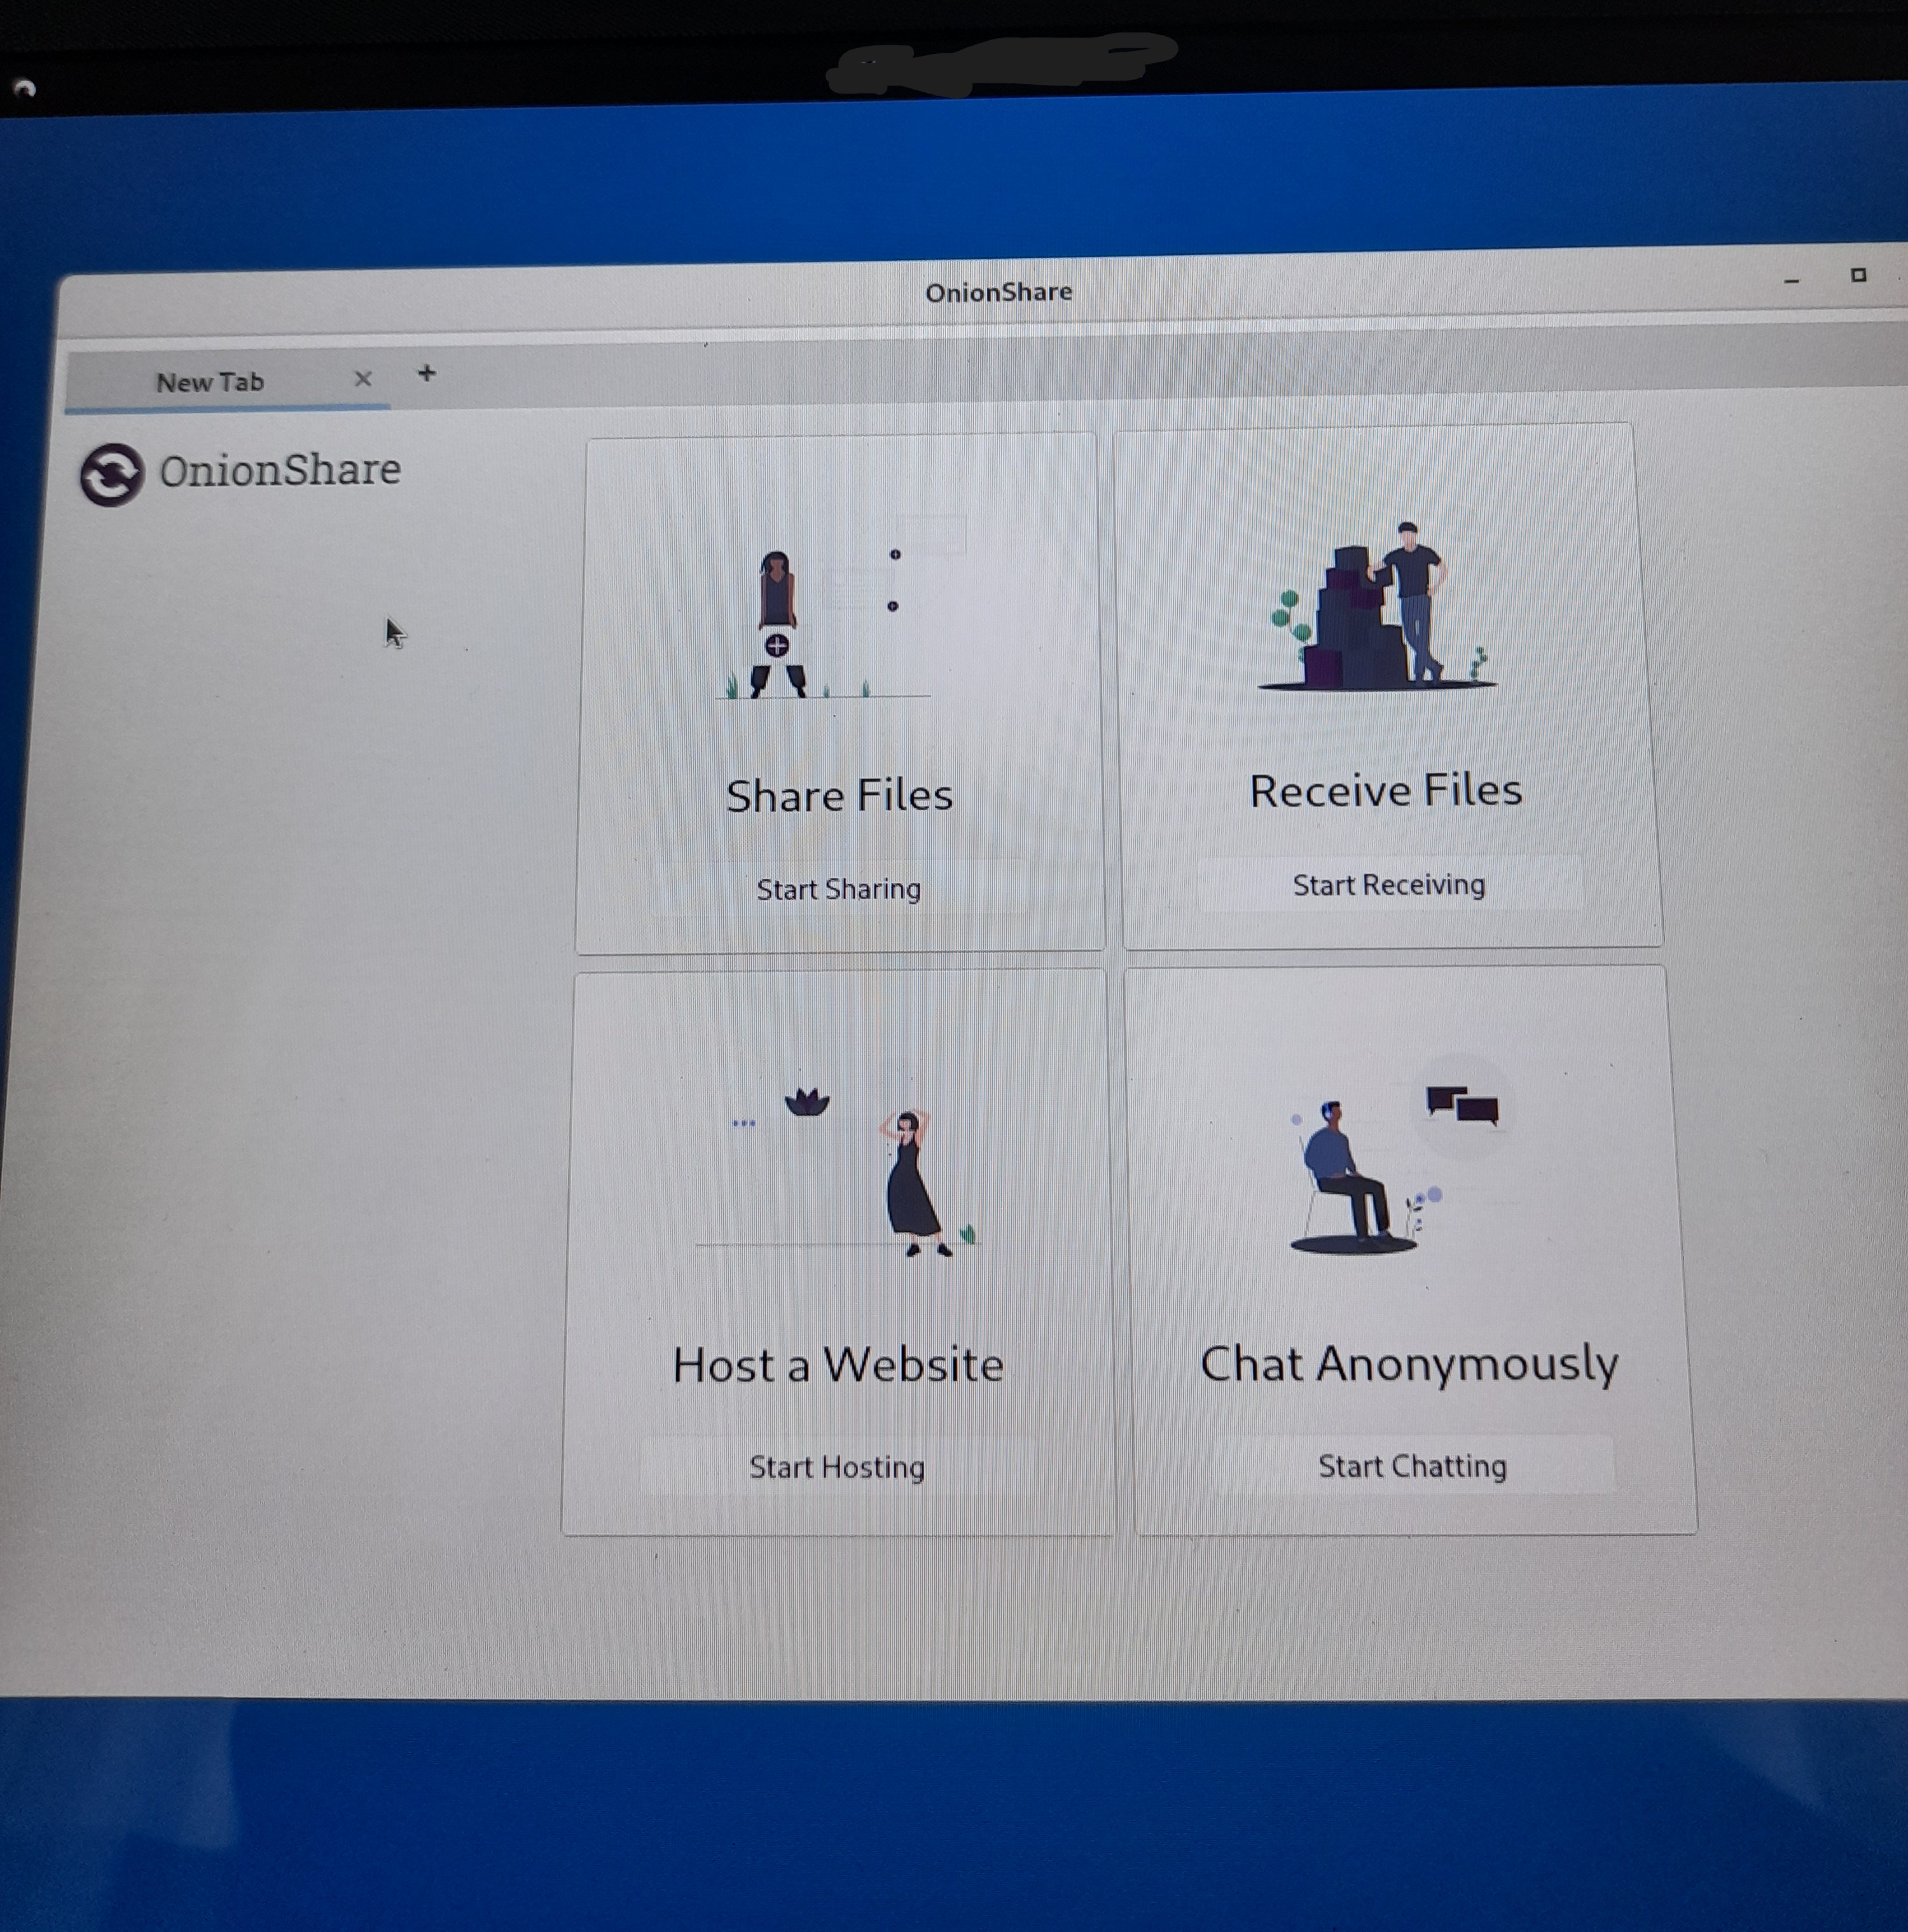 OnionShare
New Tab
OnionShare
Share Files
Start Sharing
Receive Files
Start Receiving
Host a Website
Start Hosting
Chat Anonymously
Start Chatting